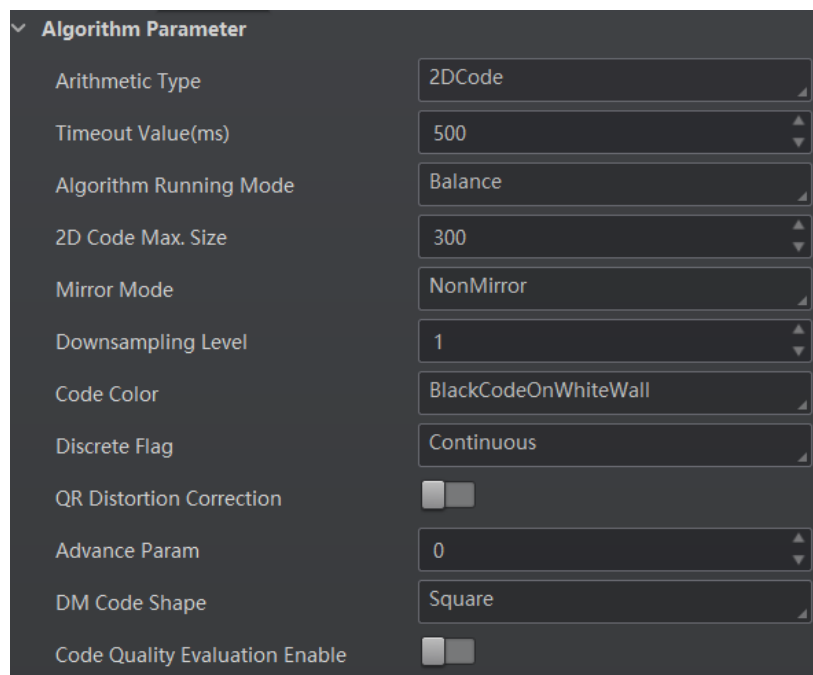 Algorithm Parameter
Arithmetic Type 2DCode
Timeout Value(ms) 500
Algorithm Running Mode Balance
2D Code Max. Size 300
Mirror Mode NonMirror
Downsampling Level 1
Code Color BlackCodeOnWhiteWall
Discrete Flag Continuous
QR Distortion Correction
Advance Param 0
DM Code Shape Square
Code Quality Evaluation Enable